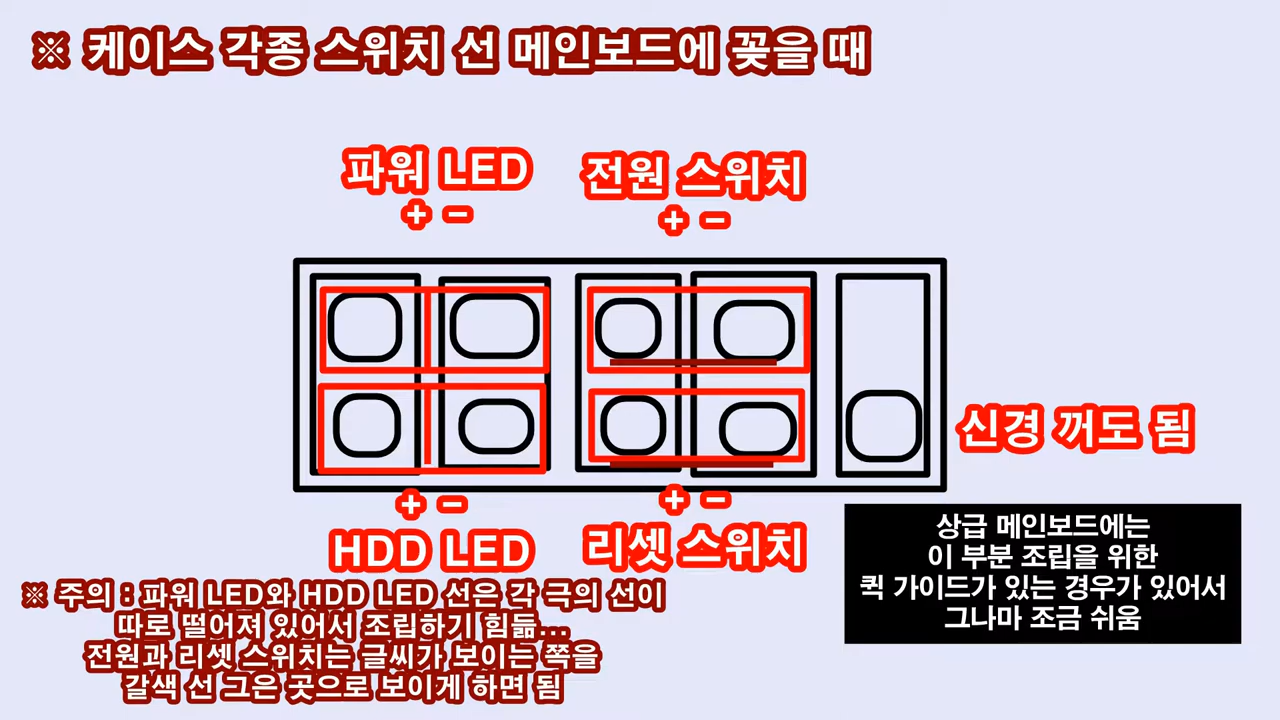 ※ 케이스 각종 스위치 선 메인보드에 꽂을 때
파워 LED
+ -
전원 스위치
+ -
신경 꺼도 됨
+ -
HDD LED
+ -
리셋 스위치
상급 메인보드에는
이 부분 조립을 위한
퀵 가이드가 있는 경우가 있어서
그나마 조금 쉬움
※ 주의 : 파워 LED와 HDD LED 선은 각 극의 선이
따로 떨어져 있어서 조립하기 힘듦...
전원과 리셋 스위치는 글씨가 보이는 쪽을
갈색 선 그은 곳으로 보이게 하면 됨